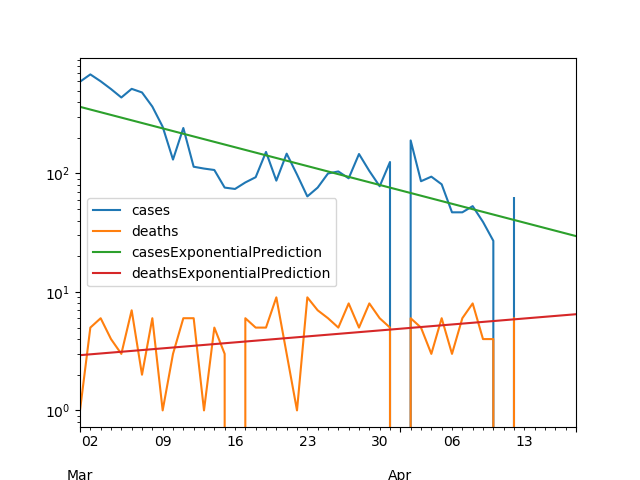 10²
10¹
10⁰
cases
deaths
casesExponentialPrediction
deathsExponentialPrediction
02 09 16 23 30 06 13
Mar Apr